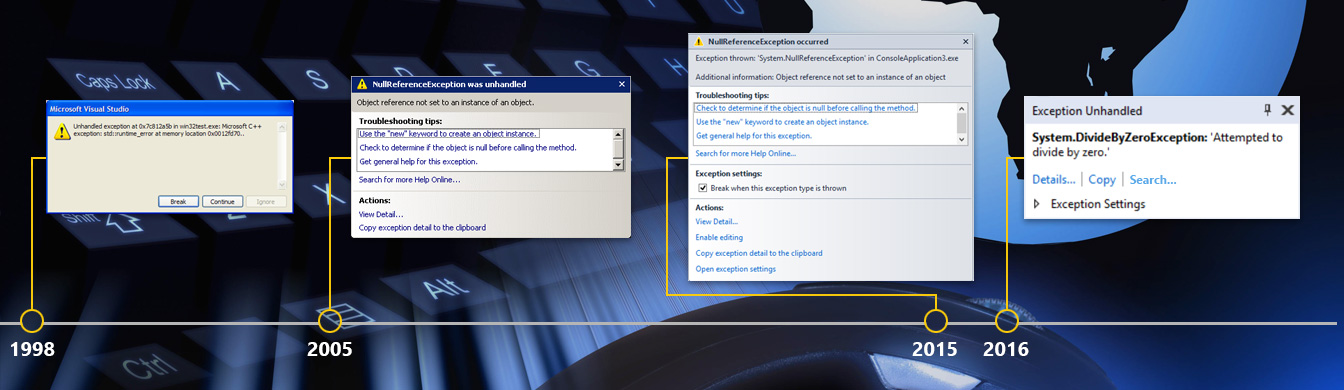 Caps Lock
A
S
D
F
G
H
Shift
X
Alt
Ctrl
Microsoft Visual Studio
Unhandled exception at 0x7c812a5b in win32test.exe: Microsoft C++
exception: std::runtime_error at memory location 0x0012fd70..
Break
Continue
Ignore
NullReferenceException was unhandled
Object reference not set to an instance of an object.
Troubleshooting tips:
Use the "new" keyword to create an object instance.
Check to determine if the object is null before calling the method.
Get general help for this exception.
Search for more Help Online...
Actions:
View Detail...
Copy exception detail to the clipboard
NullReferenceException occurred
Exception thrown: 'System.NullReferenceException' in ConsoleApplication3.exe
Additional information: Object reference not set to an instance of an object
Troubleshooting tips:
Check to determine if the object is null before calling the method.
Use the "new" keyword to create an object instance.
Get general help for this exception.
Search for more Help Online...
Exception settings:
Break when this exception type is thrown
Actions:
View Detail...
Enable editing
Copy exception detail to the clipboard
Open exception settings
Exception Unhandled
System.DivideByZeroException: 'Attempted to
divide by zero.'
Details... | Copy | Search...
Exception Settings
1998
2005
2015
2016